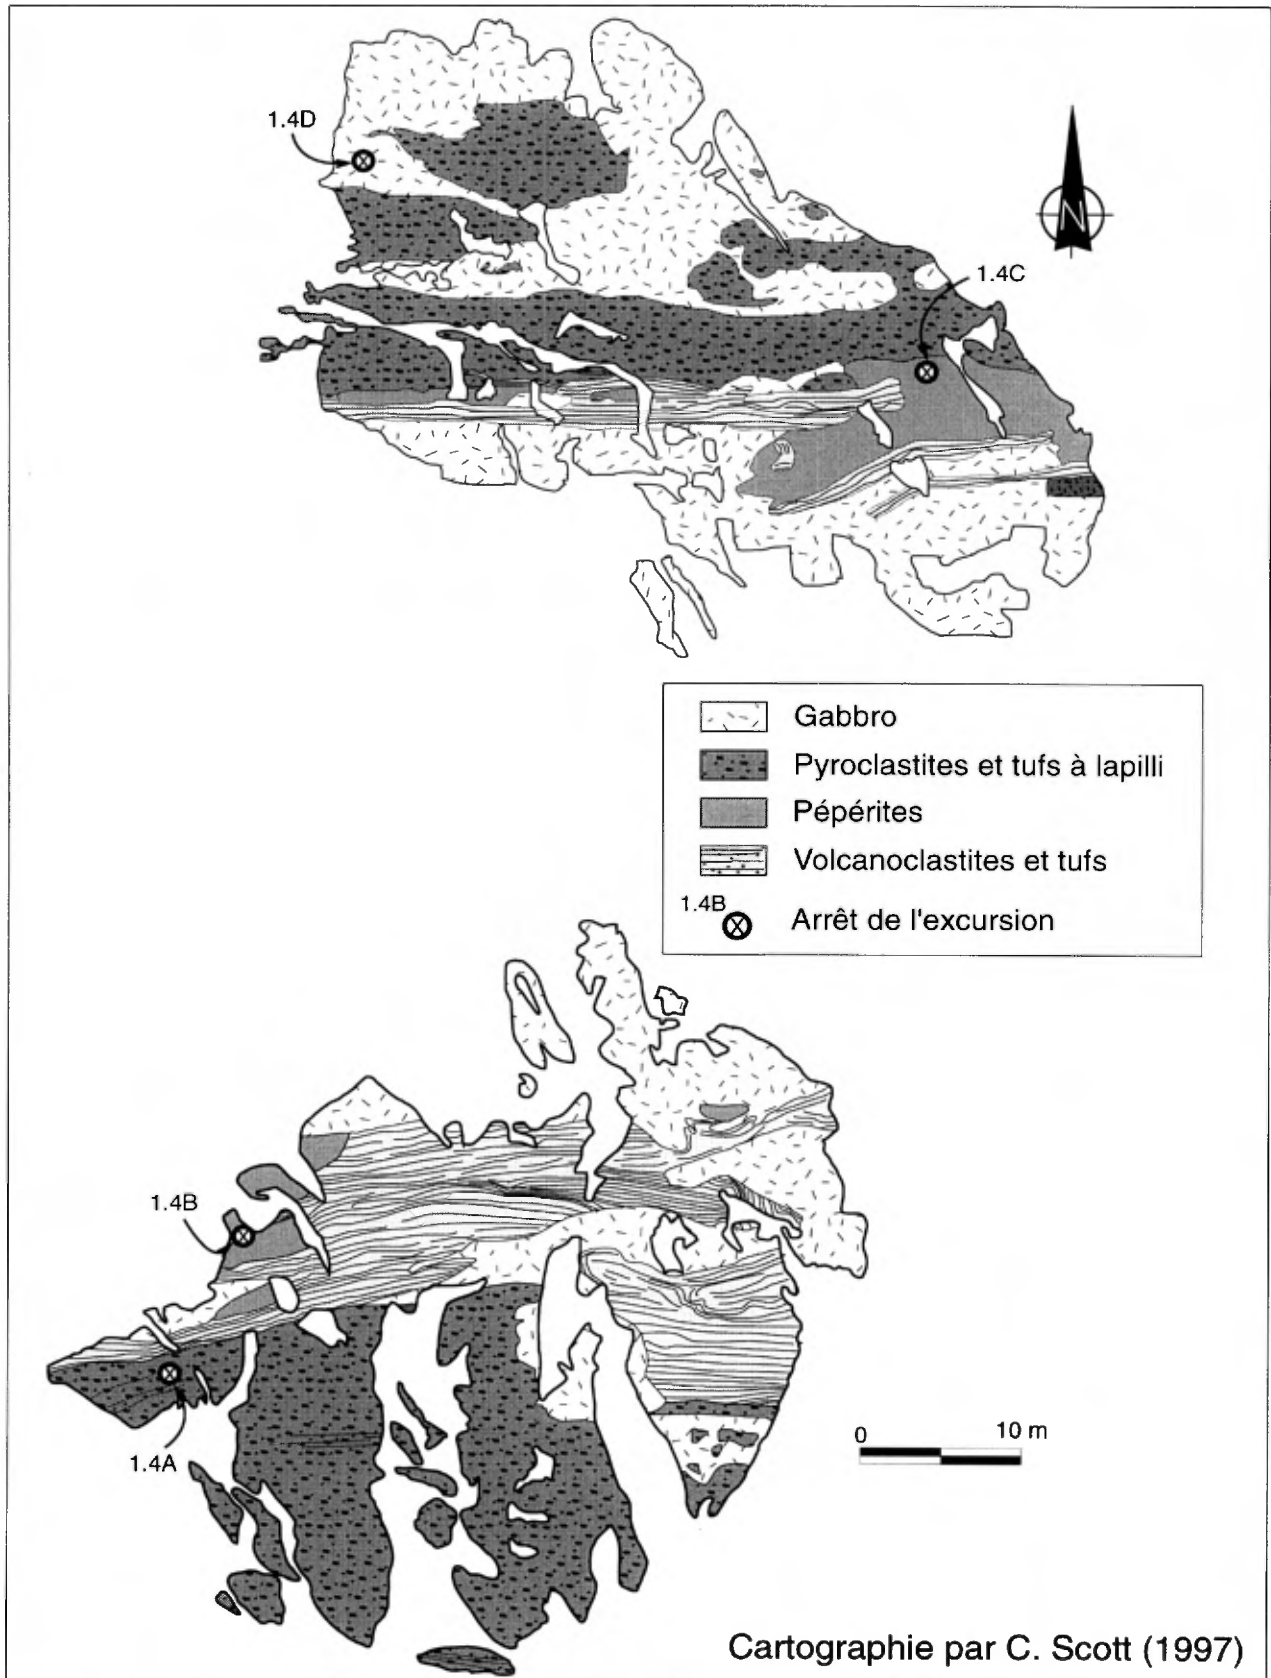 1.4D
N
1.4C
Gabbro
Pyroclastites et tufs à lapilli
Pépérites
Volcanoclastites et tufs
1.4B
Arrêt de l'excursion
1.4B
1.4A
0 10 m
Cartographie par C. Scott (1997)